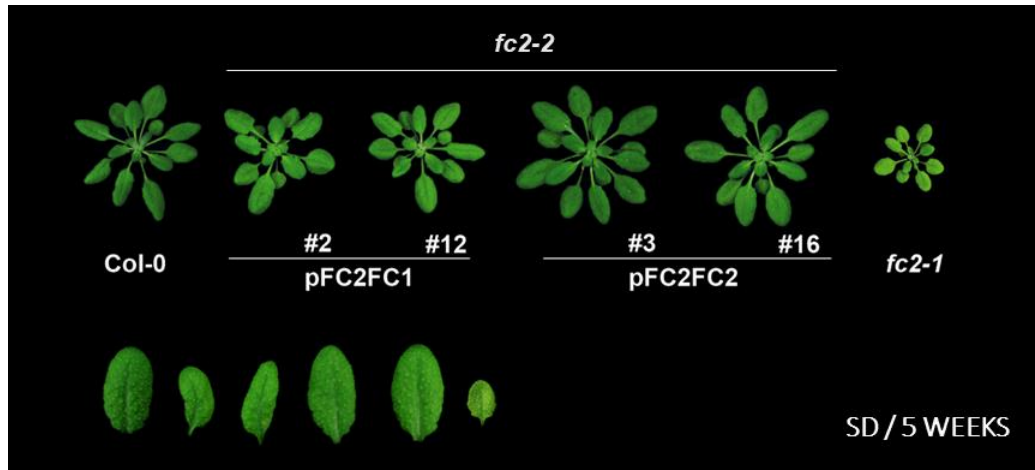 fc2-2
#2 #12 #3 #16
Col-0 pFC2FC1 pFC2FC2 fc2-1
SD / 5 WEEKS